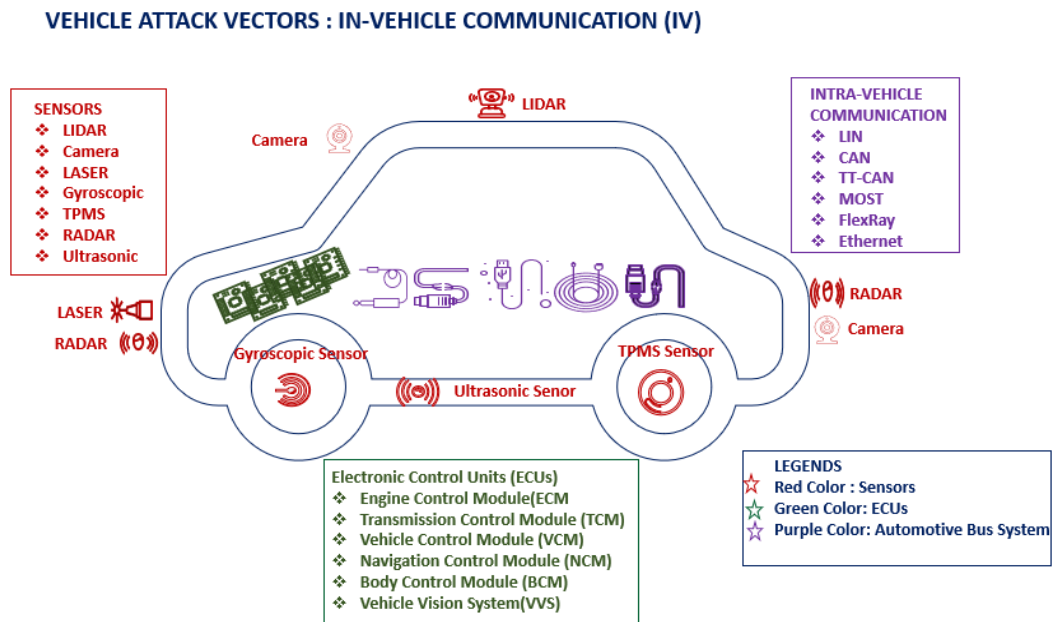 VEHICLE ATTACK VECTORS : IN-VEHICLE COMMUNICATION (IV)
SENSORS
❖ LIDAR
❖ Camera
❖ LASER
❖ Gyroscopic
❖ TPMS
❖ RADAR
❖ Ultrasonic
LIDAR
Camera
INTRA-VEHICLE
COMMUNICATION
❖ LIN
❖ CAN
❖ TT-CAN
❖ MOST
❖ FlexRay
❖ Ethernet
LASER
RADAR
RADAR
Camera
Gyroscopic Sensor
TPMS Sensor
Ultrasonic Senor
Electronic Control Units (ECUs)
❖ Engine Control Module(ECM
❖ Transmission Control Module (TCM)
❖ Vehicle Control Module (VCM)
❖ Navigation Control Module (NCM)
❖ Body Control Module (BCM)
❖ Vehicle Vision System(VVS)
LEGENDS
Red Color : Sensors
Green Color: ECUs
Purple Color: Automotive Bus System